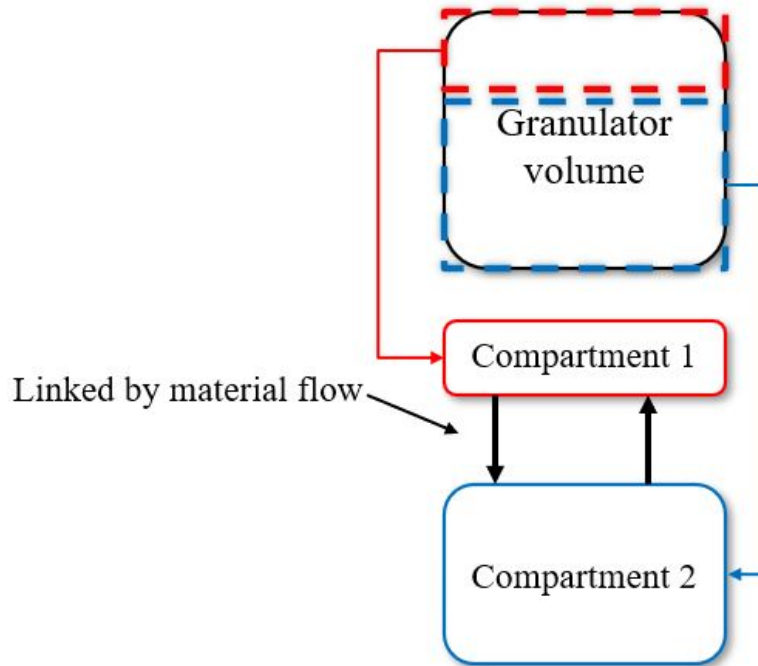 Granulator
volume
Compartment 1
Linked by material flow
Compartment 2